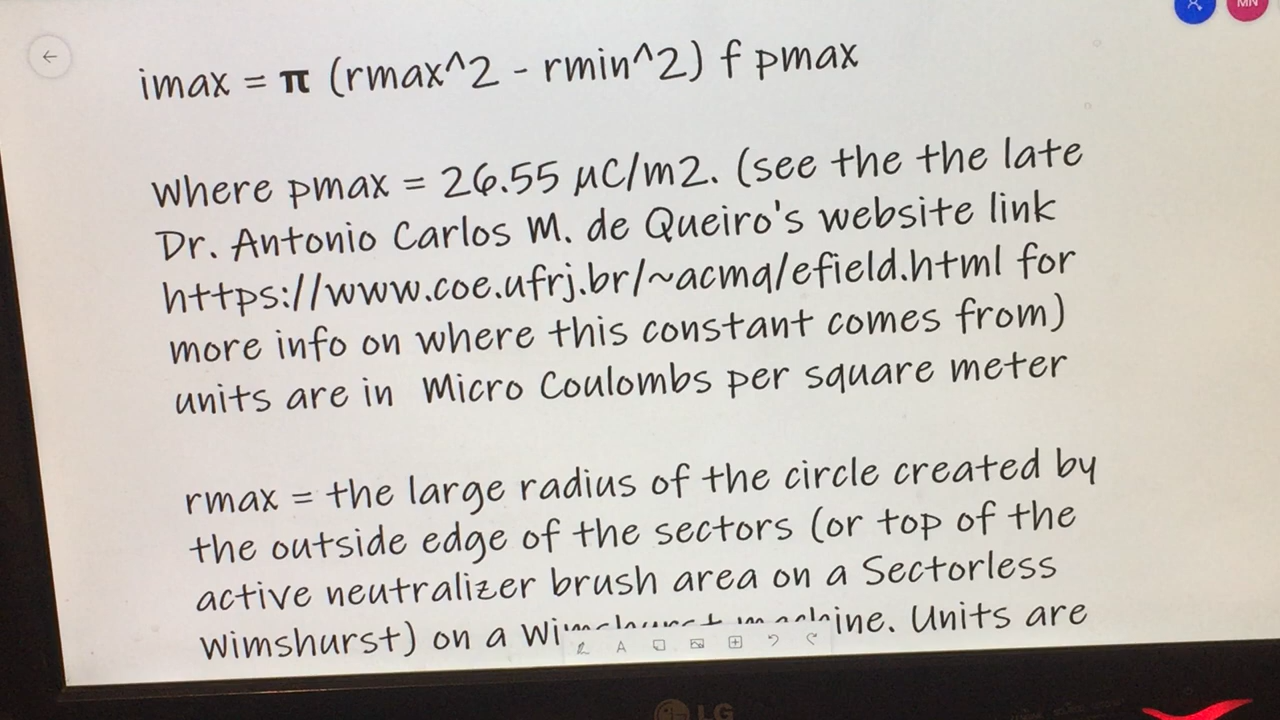 MN
imax = π (rmax^2 - rmin^2) f pmax
where pmax = 26.55 μC/m2. (see the the late
Dr. Antonio Carlos M. de Queiro's website link
https://www.coe.ufrj.br/~acmq/efield.html for
more info on where this constant comes from)
units are in Micro Coulombs per square meter
rmax = the large radius of the circle created by
the outside edge of the sectors (or top of the
active neutralizer brush area on a Sectorless
Wimshurst) on a Wimshurst machine. Units are
A
LG